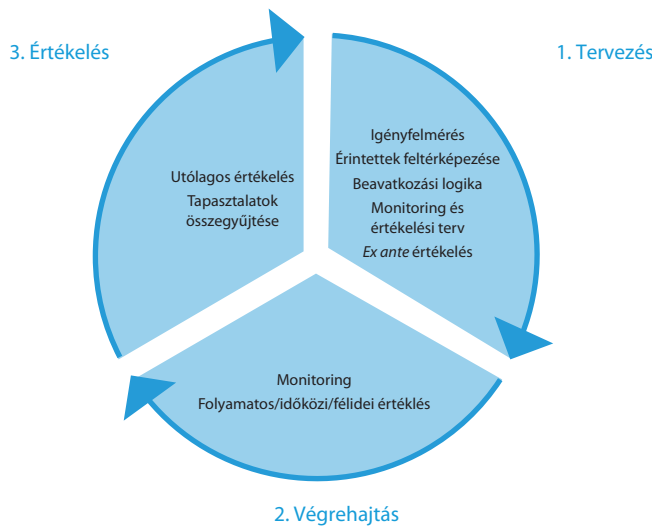 3. Értékelés
1. Tervezés
Igényfelmérés
Érintettek feltérképezése
Beavatkozási logika
Monitoring és
értékelési terv
Ex ante értékelés
Utólagos értékelés
Tapasztalatok
összegyűjtése
Monitoring
Folyamatos/időközi/félidei értéklés
2. Végrehajtás